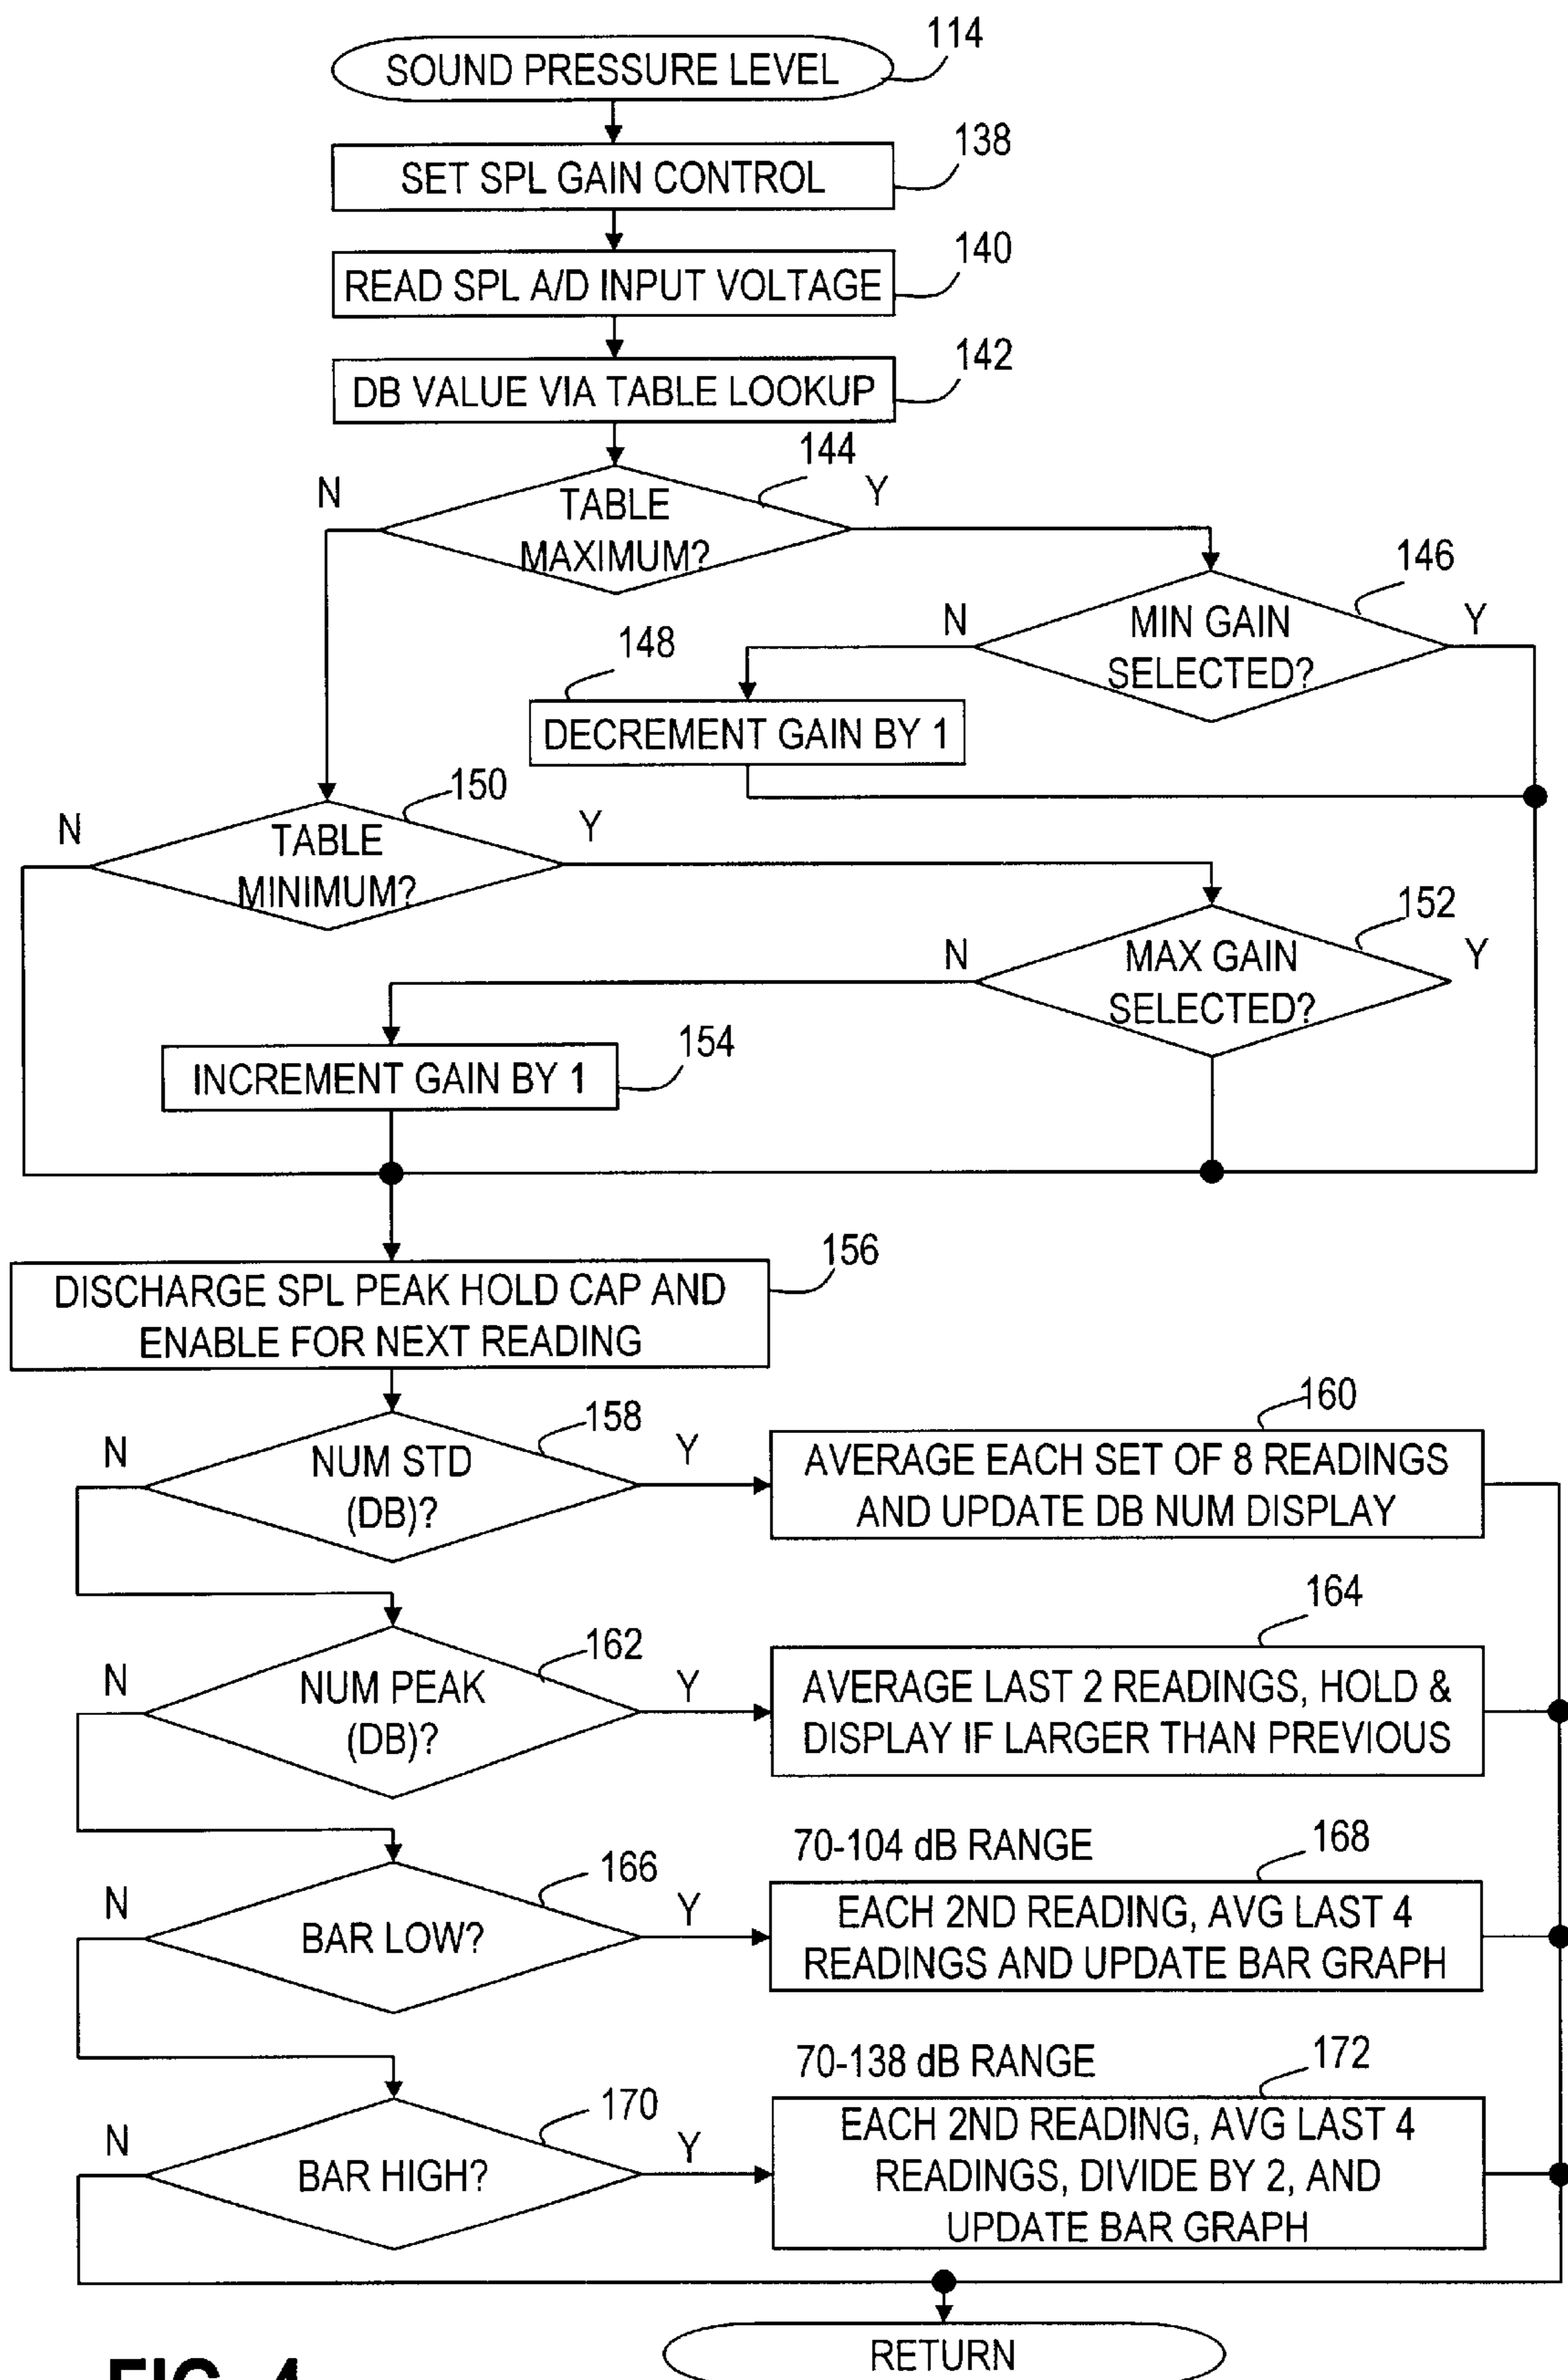 114
SOUND PRESSURE LEVEL
138
SET SPL GAIN CONTROL
140
READ SPL A/D INPUT VOLTAGE
142
DB VALUE VIA TABLE LOOKUP
144
N
Y
TABLE
MAXIMUM?
146
N
MIN GAIN
Y
SELECTED?
148
DECREMENT GAIN BY 1
150
N
Y
TABLE
MINIMUM?
152
N
MAX GAIN
Y
SELECTED?
154
INCREMENT GAIN BY 1
156
DISCHARGE SPL PEAK HOLD CAP AND
ENABLE FOR NEXT READING
158
N
NUM STD
Y
(DB)?
160
AVERAGE EACH SET OF 8 READINGS
AND UPDATE DB NUM DISPLAY
162
N
NUM PEAK
Y
(DB)?
164
AVERAGE LAST 2 READINGS, HOLD &
DISPLAY IF LARGER THAN PREVIOUS
166
N
BAR LOW?
Y
70-104 dB RANGE
168
EACH 2ND READING, AVG LAST 4
READINGS AND UPDATE BAR GRAPH
170
N
BAR HIGH?
Y
70-138 dB RANGE
172
EACH 2ND READING, AVG LAST 4
READINGS, DIVIDE BY 2, AND
UPDATE BAR GRAPH
RETURN
FIG. 4